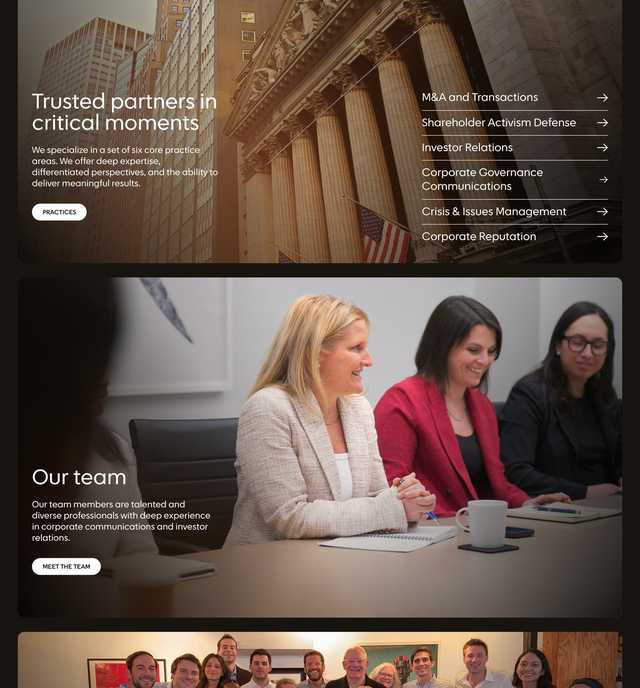 Trusted partners in
critical moments
We specialize in a set of six core practice
areas. We offer deep expertise,
differentiated perspectives, and the ability to
deliver meaningful results.
PRACTICES
M&A and Transactions
Shareholder Activism Defense
Investor Relations
Corporate Governance
Communications
Crisis & Issues Management
Corporate Reputation
Our team
Our team members are talented and
diverse professionals with deep experience
in corporate communications and investor
relations.
MEET THE TEAM